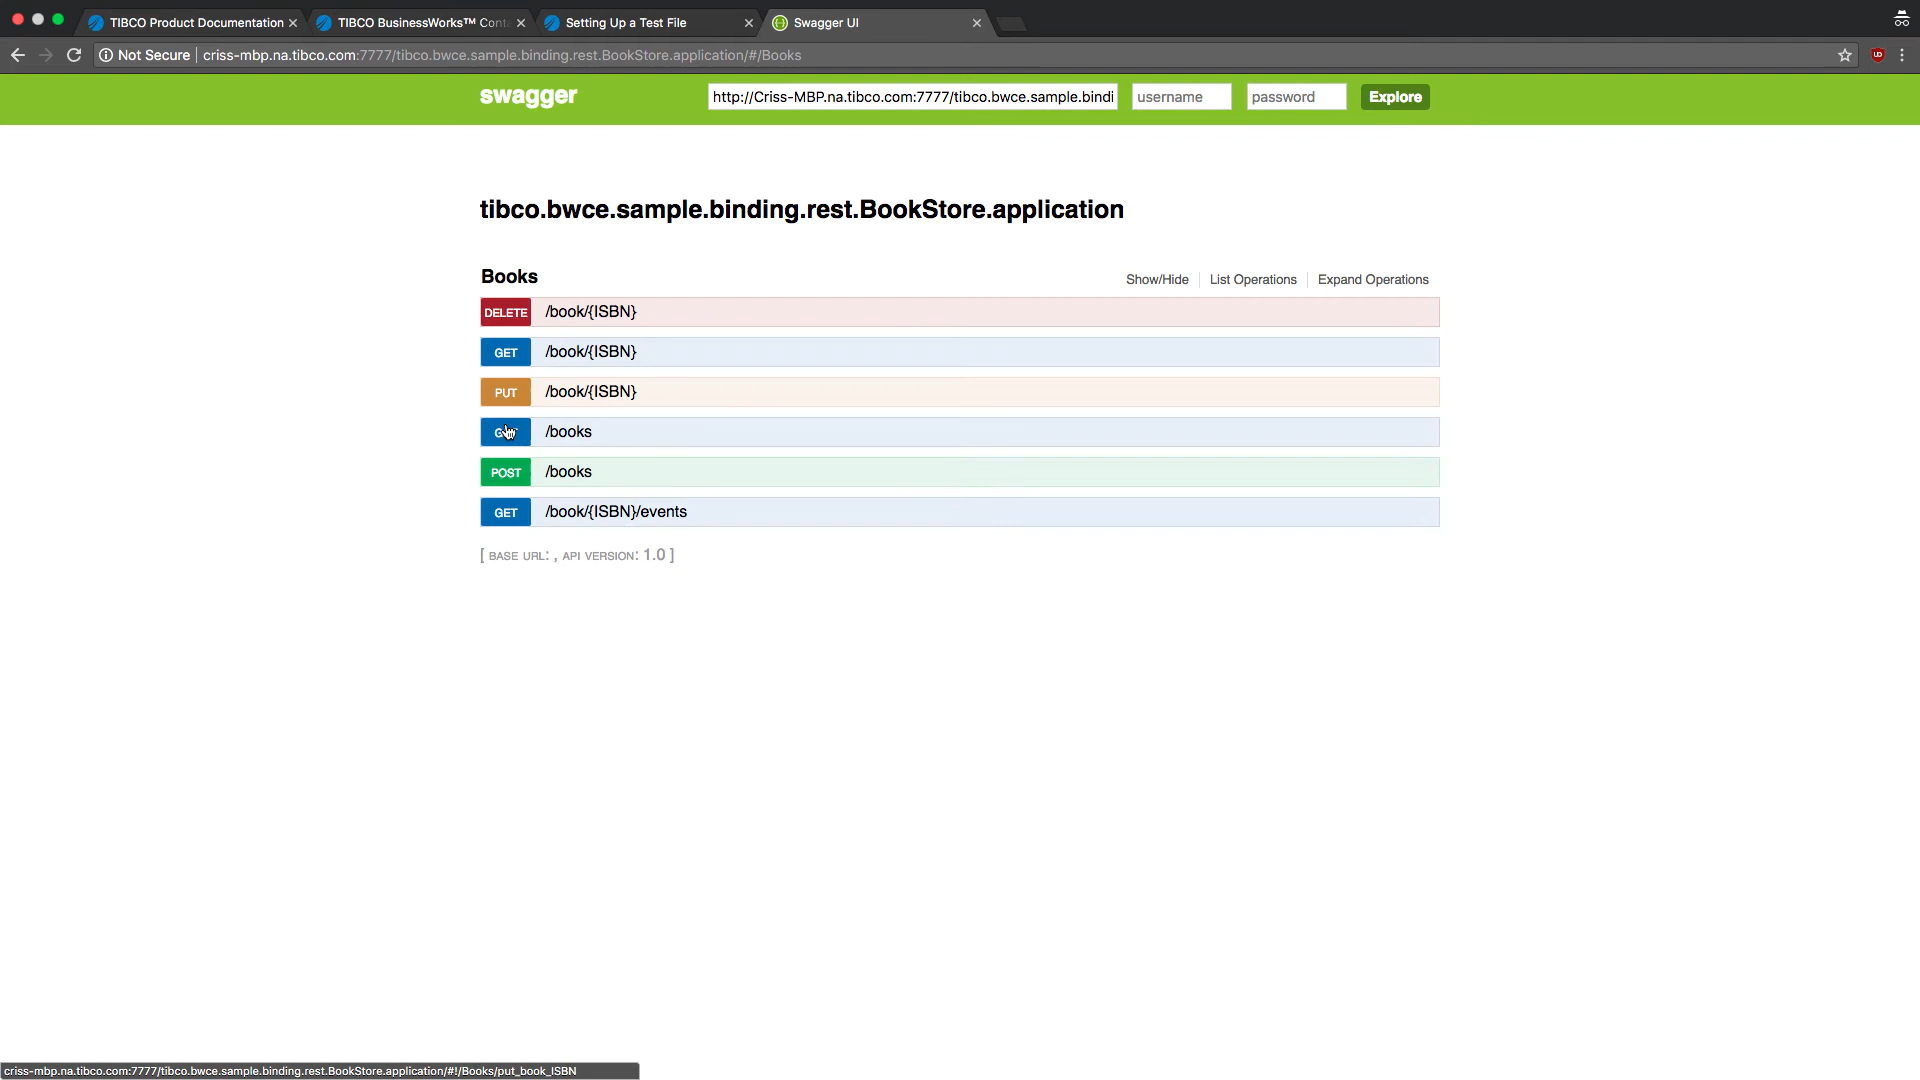 TIBCO Product Documentation
TIBCO BusinessWorks™ Conta
Setting Up a Test File
Swagger UI
Not Secure
criss-mbp.na.tibco.com:7777/tibco.bwce.sample.binding.rest.BookStore.application/#/Books
swagger
http://Criss-MBP.na.tibco.com:7777/tibco.bwce.sample.bindi
username
password
Explore
tibco.bwce.sample.binding.rest.BookStore.application
Books
Show/Hide
List Operations
Expand Operations
DELETE /book/{ISBN}
GET /book/{ISBN}
PUT /book/{ISBN}
/books
POST /books
GET /book/{ISBN}/events
[ BASE URL: , API VERSION: 1.0 ]
criss-mbp.na.tibco.com:7777/tibco.bwce.sample.binding.rest.BookStore.application/#!/Books/put_book_ISBN